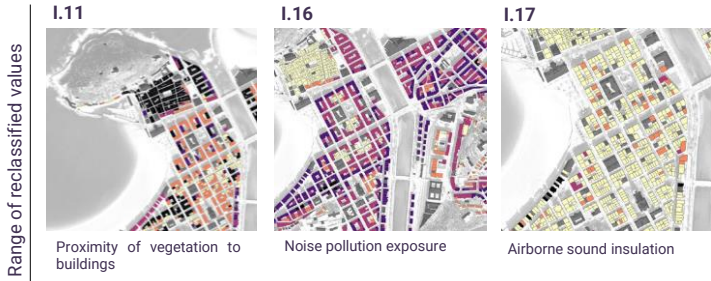 Range of reclassified values
I.11
I.16
I.17
Proximity of vegetation to
buildings
Noise pollution exposure
Airborne sound insulation